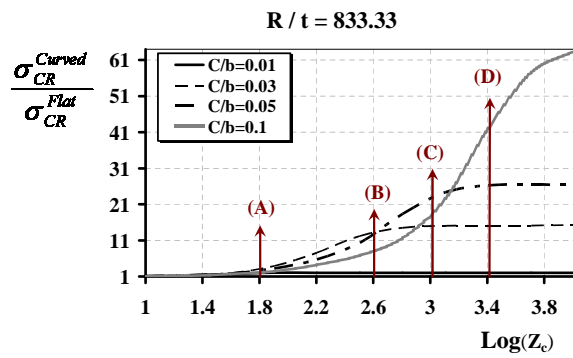 R / t = 833.33
σ_CR^Curved
σ_CR^Flat
C/b=0.01
C/b=0.03
C/b=0.05
C/b=0.1
61
51
41
31
21
11
1
(A)
(B)
(C)
(D)
1 1.4 1.8 2.2 2.6 3 3.4 3.8
Log(Z_c)